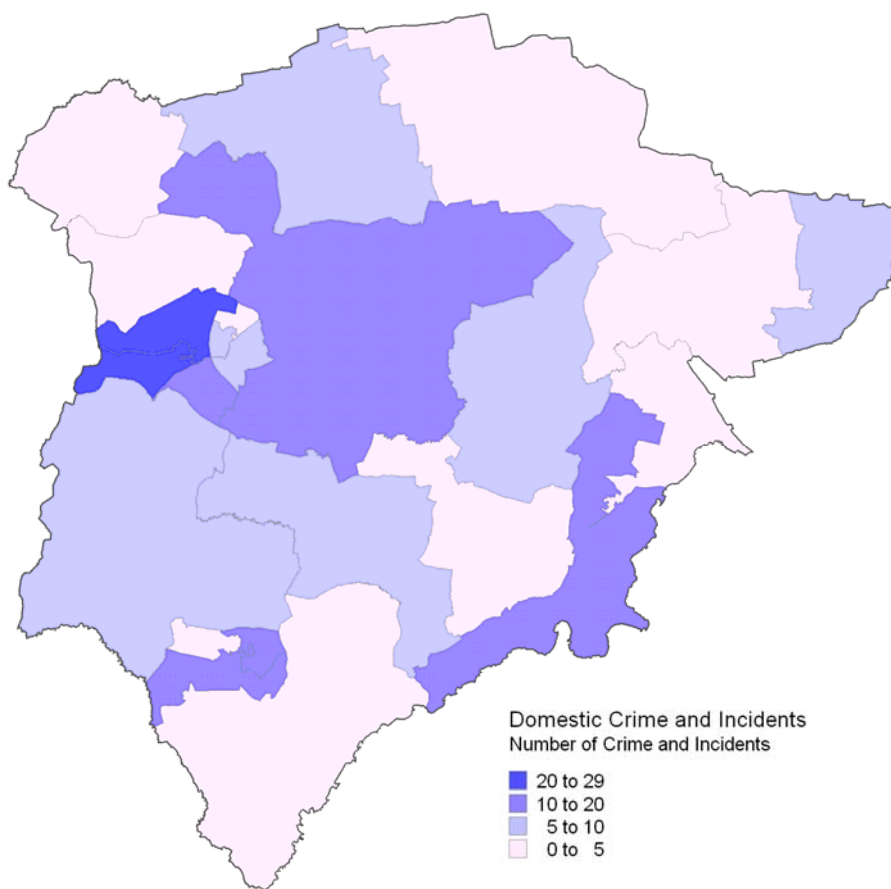 Domestic Crime and Incidents
Number of Crime and Incidents
20 to 29
10 to 20
5 to 10
0 to 5